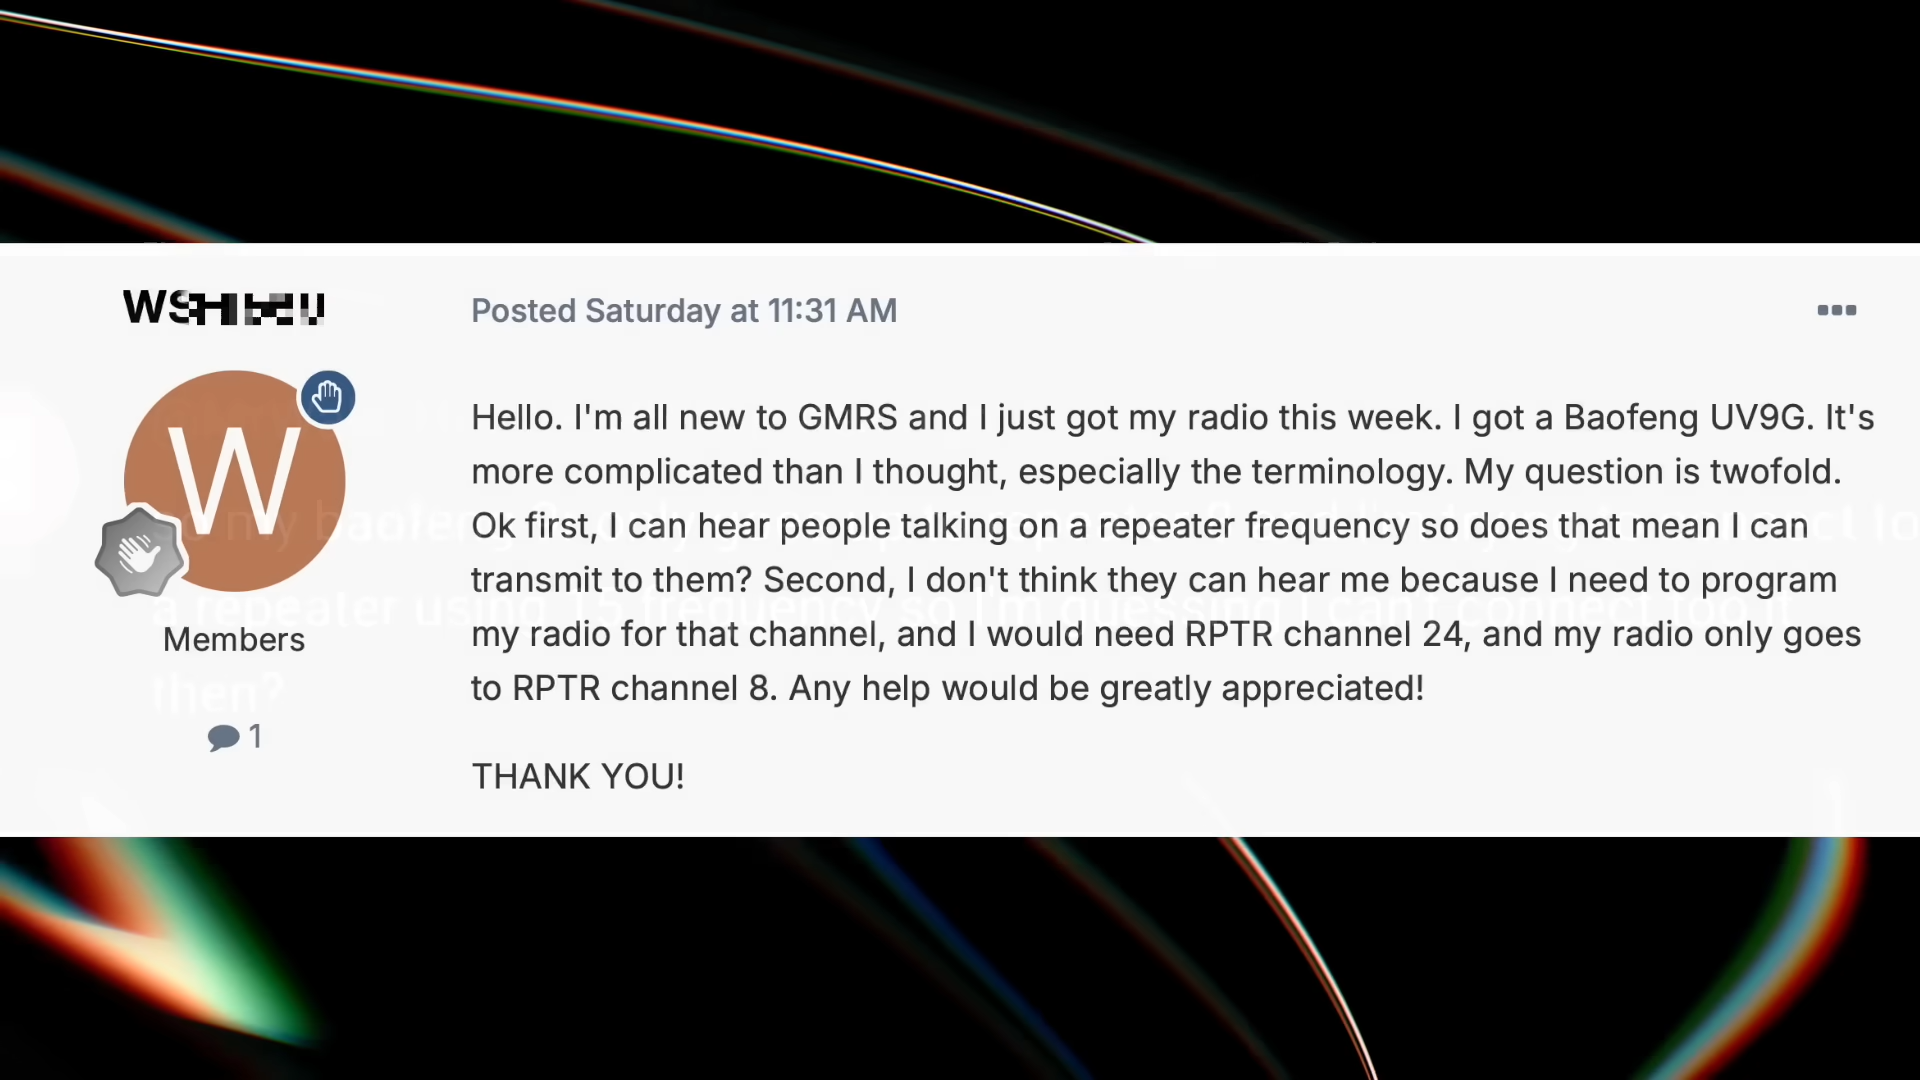 Posted Saturday at 11:31 AM
W
Hello. I'm all new to GMRS and I just got my radio this week. I got a Baofeng UV9G. It's
more complicated than I thought, especially the terminology. My question is twofold.
Ok first, I can hear people talking on a repeater frequency so does that mean I can
transmit to them? Second, I don't think they can hear me because I need to program
my radio for that channel, and I would need RPTR channel 24, and my radio only goes
to RPTR channel 8. Any help would be greatly appreciated!
THANK YOU!
Members
1